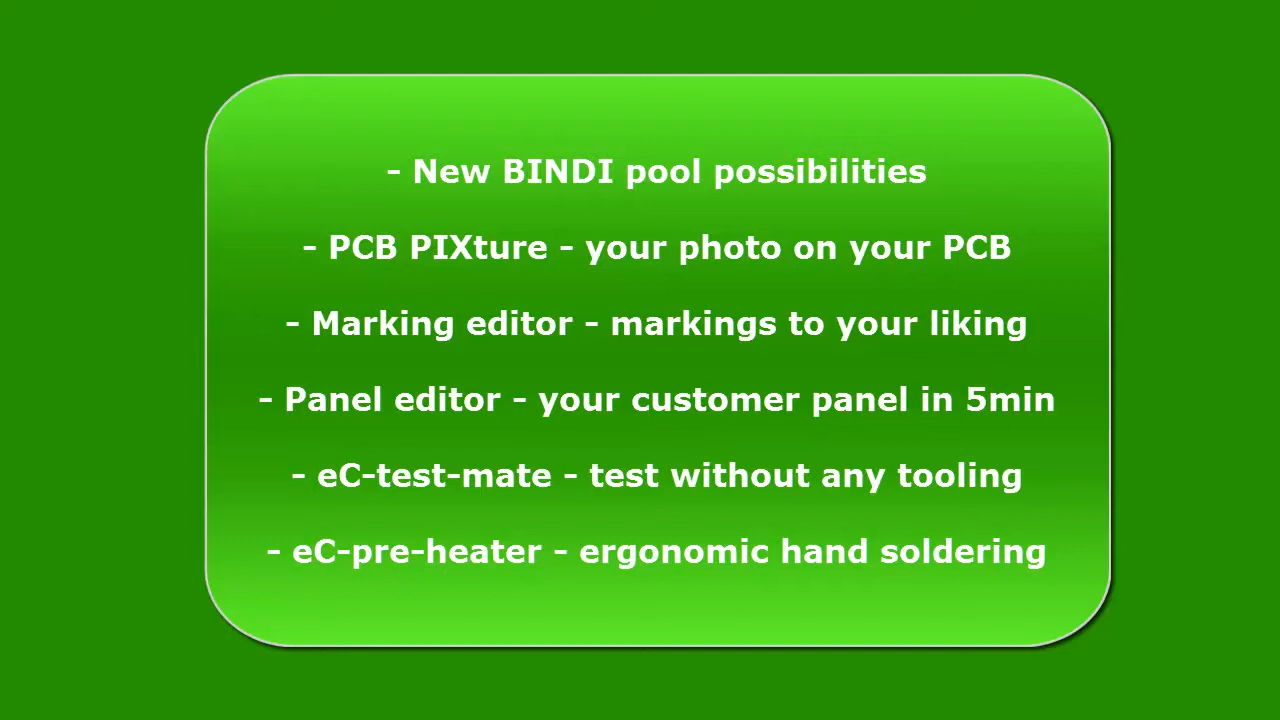 - New BINDI pool possibilities
- PCB PIXture - your photo on your PCB
- Marking editor - markings to your liking
- Panel editor - your customer panel in 5min
- eC-test-mate - test without any tooling
- eC-pre-heater - ergonomic hand soldering